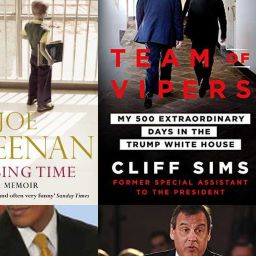 JOE
EENAN
ING TIME
MEMOIR
and often very funny' Sunday Times
TEAM OF
VIPERS
MY 500 EXTRAORDINARY
DAYS IN THE
TRUMP WHITE HOUSE
CLIFF SIMS
FORMER SPECIAL ASSISTANT
TO THE PRESIDENT